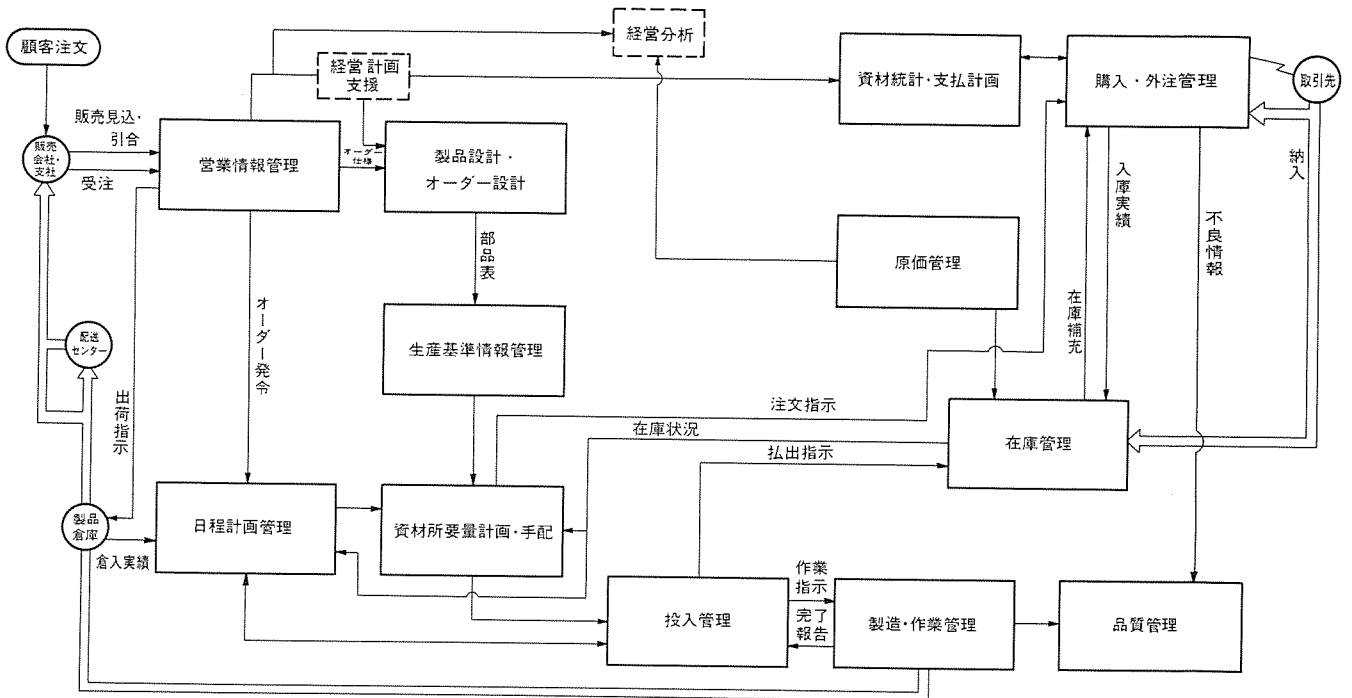 顧客注文
経営分析
経営計画
支援
資材統計・支払計画
購入・外注管理
取引先
販売見込・
引合
販売
会社・
支社
受注
営業情報管理
オーダー
仕様
製品設計・
オーダー設計
納入
入庫実績
不良情報
部品表
原価管理
オーダー発令
在庫補充
配送
センター
生産基準情報管理
出荷指示
注文指示
在庫状況
在庫管理
払出指示
製品
倉庫
日程計画管理
資材所要量計画・手配
倉入実績
作業
指示
投入管理
完了
報告
製造・作業管理
品質管理